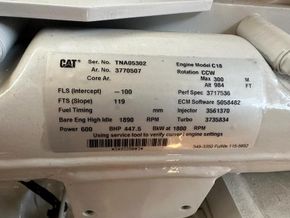 CAT Ser. No. TNA05302 Engine Model C18
Ar. No. 3770507 Rotation CCW
Core Ar. Max 300 M
Alt 984 FT
FLS (Intercept) -100 Perf Spec 3717536
FTS (Slope) 119 ECM Software 5058482
Fuel Timing mm Injector 3561370
Bare Eng High Idle 1890 RPM Turbo 3735834
Power 600 BHP 447.5 BkW at 1800 RPM
Using service tool to verify current engine settings